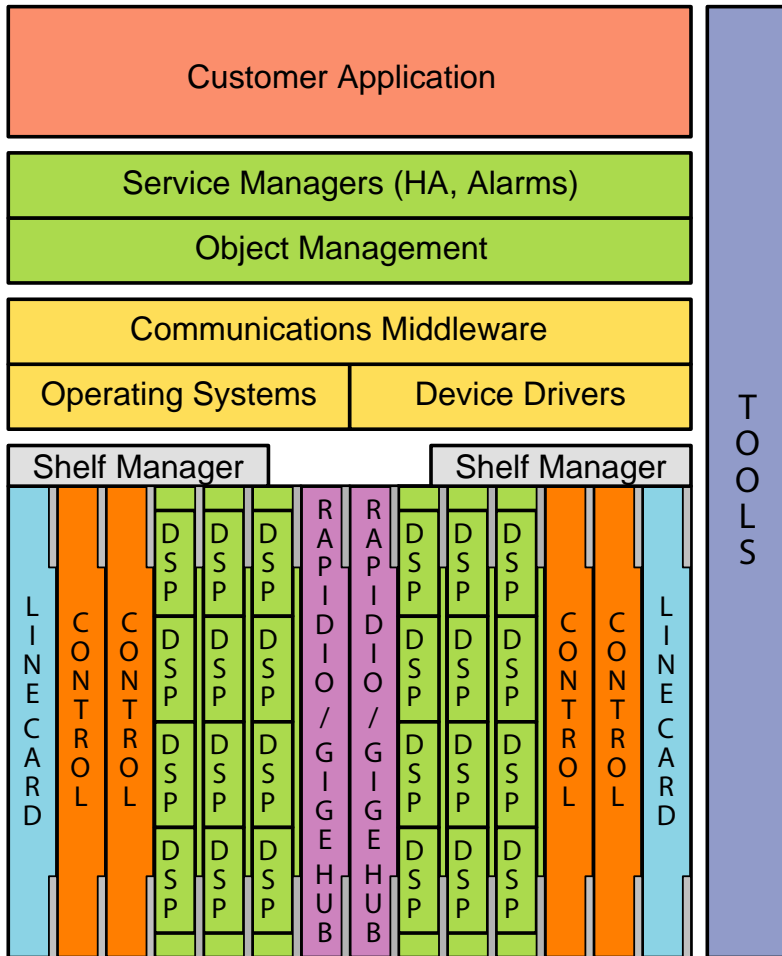 Customer Application
Service Managers (HA, Alarms)
Object Management
Communications Middleware
Operating Systems
Device Drivers
Shelf Manager
Shelf Manager
LINE CARD
CONTROL
CONTROL
DSP
DSP
DSP
DSP
DSP
DSP
DSP
DSP
DSP
DSP
DSP
DSP
RAPIDIO / GIGE HUB
RAPIDIO / GIGE HUB
DSP
DSP
DSP
DSP
DSP
DSP
DSP
DSP
DSP
DSP
DSP
DSP
CONTROL
CONTROL
LINE CARD
TOOLS